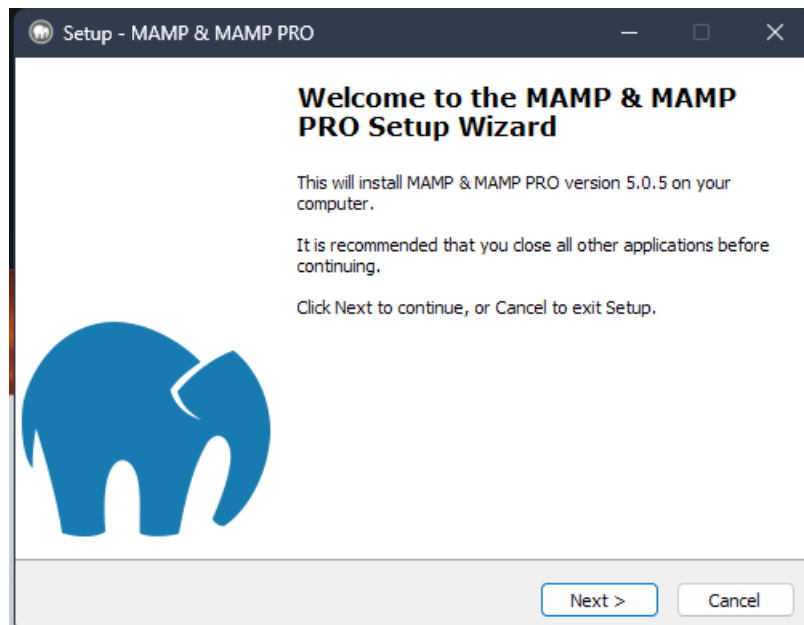 Setup - MAMP & MAMP PRO
Welcome to the MAMP & MAMP
PRO Setup Wizard
This will install MAMP & MAMP PRO version 5.0.5 on your
computer.
It is recommended that you close all other applications before
continuing.
Click Next to continue, or Cancel to exit Setup.
Next >
Cancel